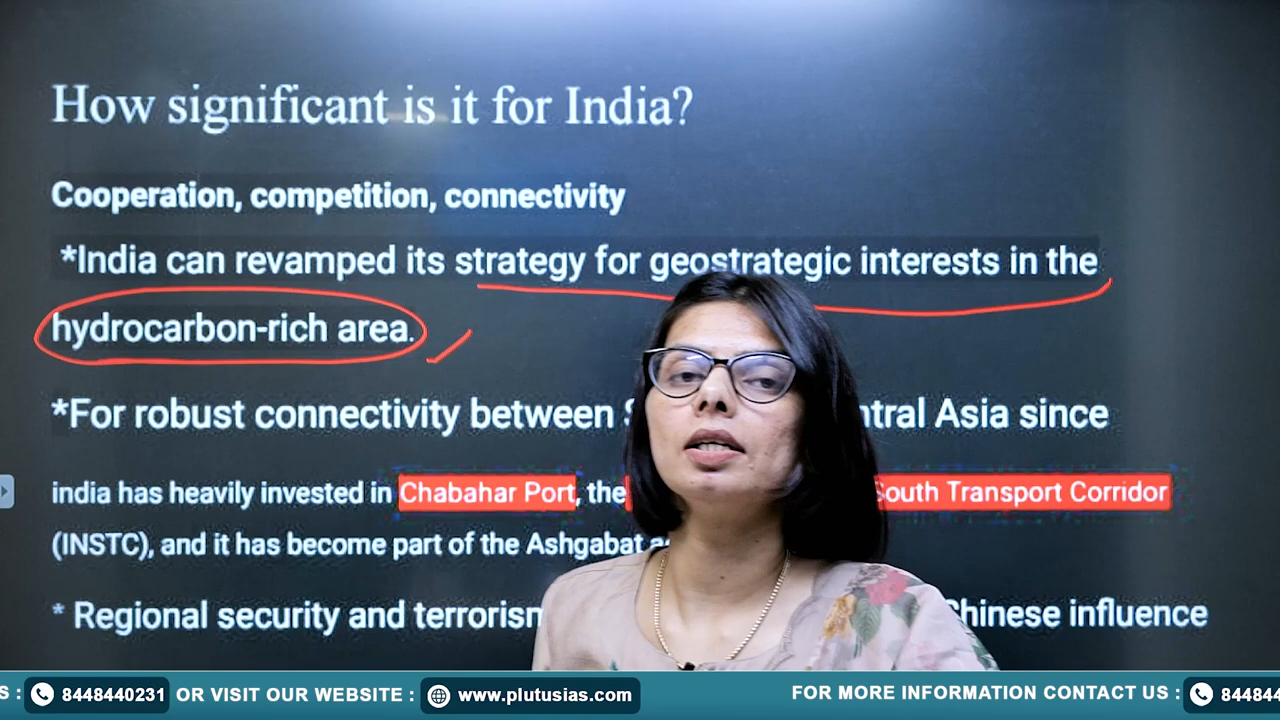 How significant is it for India?
Cooperation, competition, connectivity
*India can revamped its strategy for geostrategic interests in the
hydrocarbon-rich area.
*For robust connectivity between Asia since
india has heavily invested in Chabahar Port, the South Transport Corridor
(INSTC), and it has become part of the Ashgabat
* Regional security and terrorism Chinese influence
8448440231 OR VISIT OUR WEBSITE : www.plutusias.com FOR MORE INFORMATION CONTACT US :